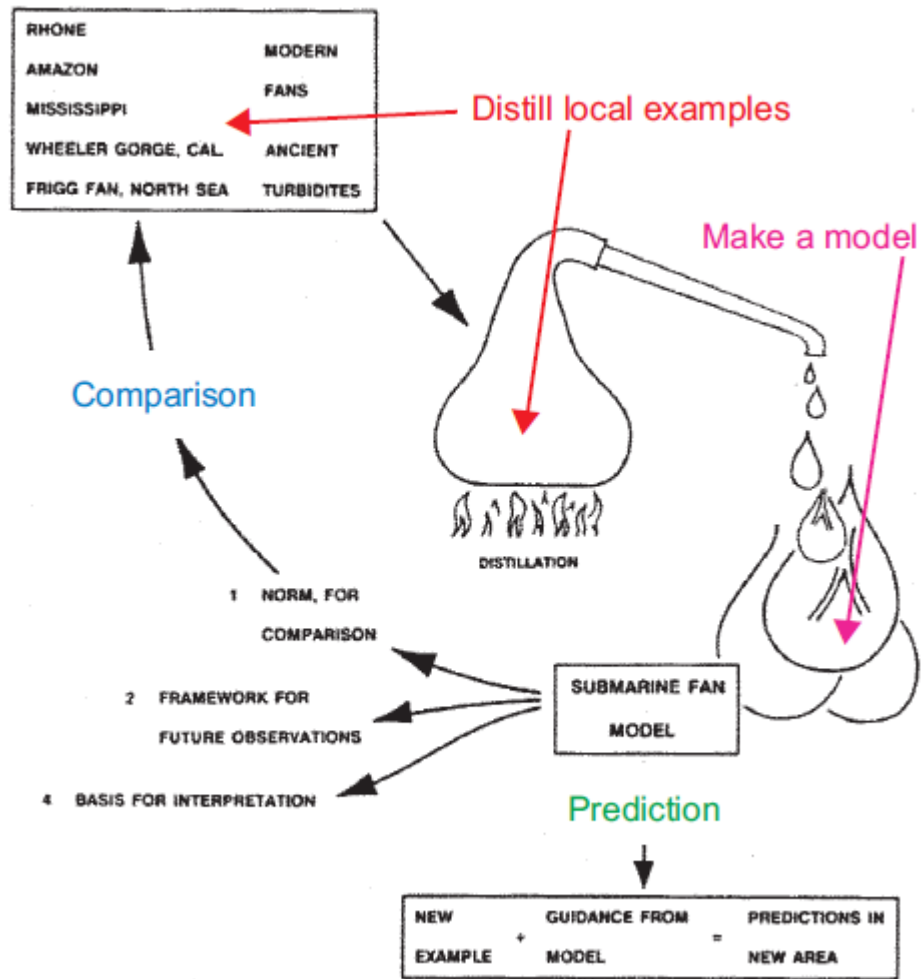 RHONE
AMAZON
MISSISSIPPI
WHEELER GORGE, CAL.
FRIGG FAN, NORTH SEA
MODERN
FANS
ANCIENT
TURBIDITES
Distill local examples
Make a model
Comparison
DISTILLATION
1 NORM, FOR
COMPARISON
2 FRAMEWORK FOR
FUTURE OBSERVATIONS
4 BASIS FOR INTERPRETATION
SUBMARINE FAN
MODEL
Prediction
NEW
EXAMPLE
+
GUIDANCE FROM
MODEL
=
PREDICTIONS IN
NEW AREA